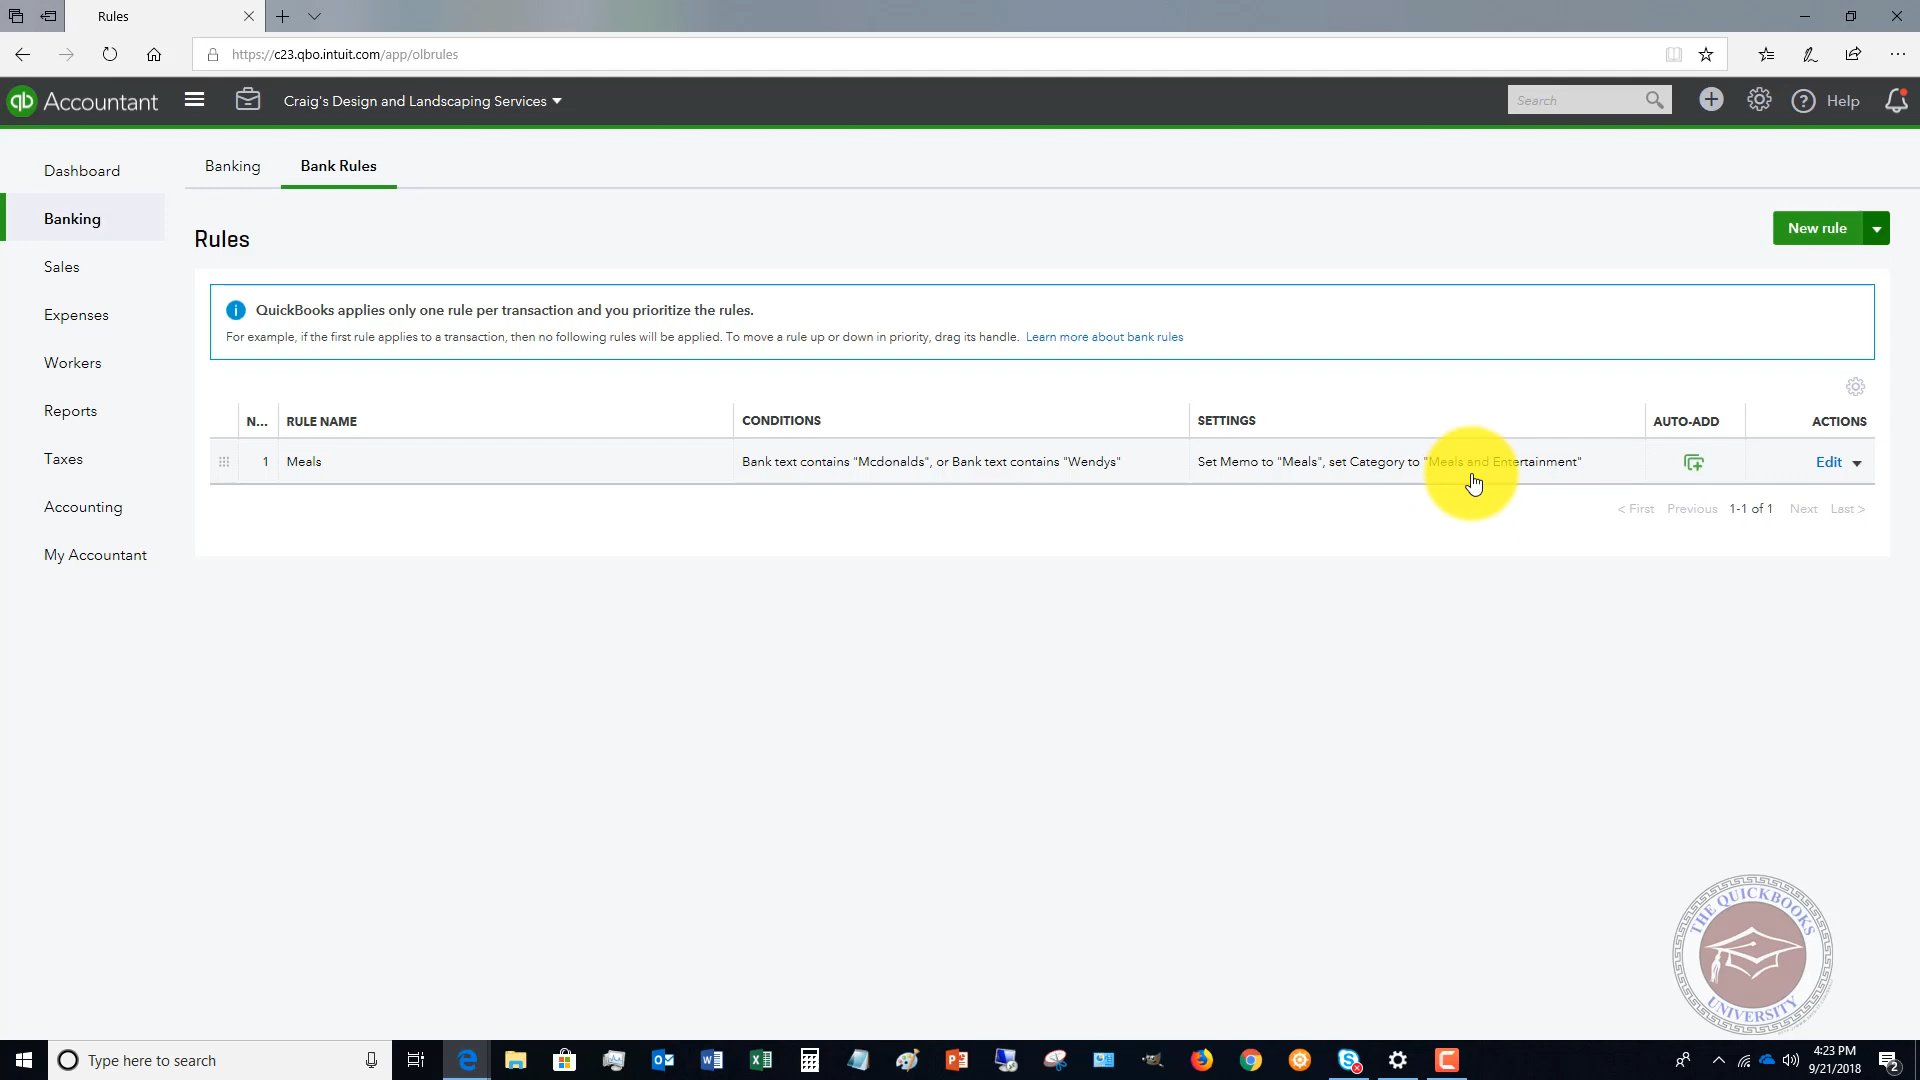 Rules
https://c23.qbo.intuit.com/app/olbrules
qb Accountant
Craig's Design and Landscaping Services
Search
Help
Dashboard
Banking
Sales
Expenses
Workers
Reports
Taxes
Accounting
My Accountant
Banking
Bank Rules
Rules
New rule
i QuickBooks applies only one rule per transaction and you prioritize the rules.
For example, if the first rule applies to a transaction, then no following rules will be applied. To move a rule up or down in priority, drag its handle. Learn more about bank rules
N... RULE NAME CONDITIONS SETTINGS AUTO-ADD ACTIONS
1 Meals Bank text contains "Mcdonalds", or Bank text contains "Wendys" Set Memo to "Meals", set Category to "Meals and Entertainment" Edit
< First Previous 1-1 of 1 Next Last >
THE QUICKBOOKS
UNIVERSITY
Type here to search
4:23 PM
9/21/2018
2